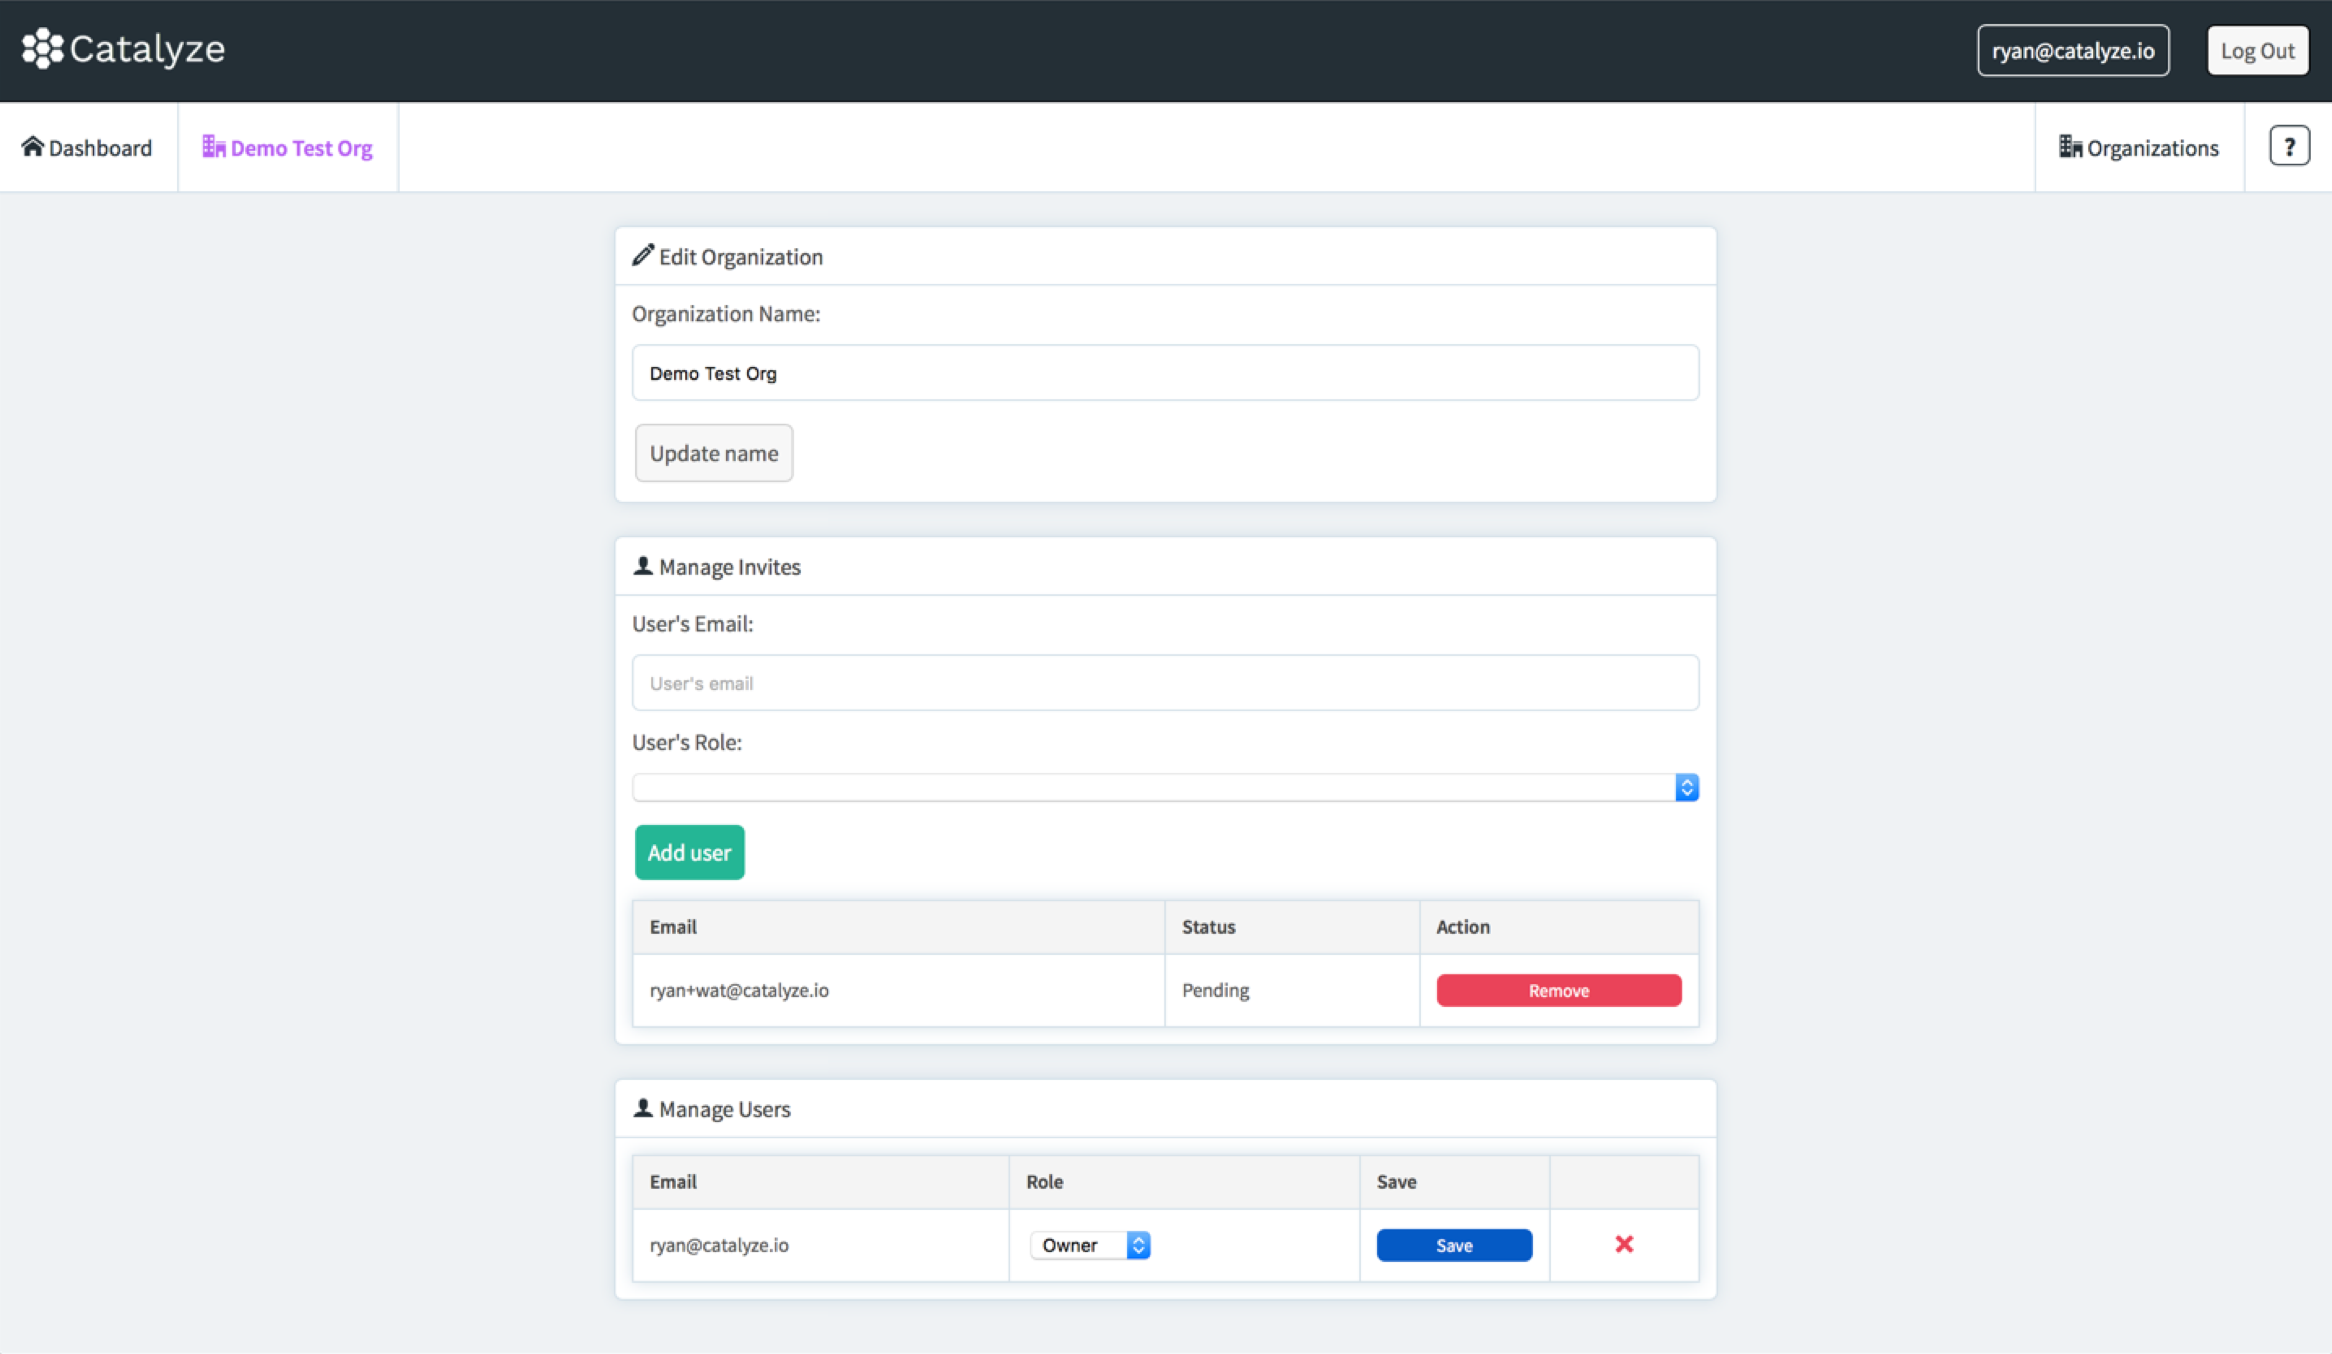 Catalyze
ryan@catalyze.io
Log Out
Dashboard
Demo Test Org
Organizations
?
Edit Organization
Organization Name:
Demo Test Org
Update name
Manage Invites
User's Email:
User's email
User's Role:
Add user
Email Status Action
ryan+wat@catalyze.io Pending Remove
Manage Users
Email Role Save
ryan@catalyze.io Owner Save